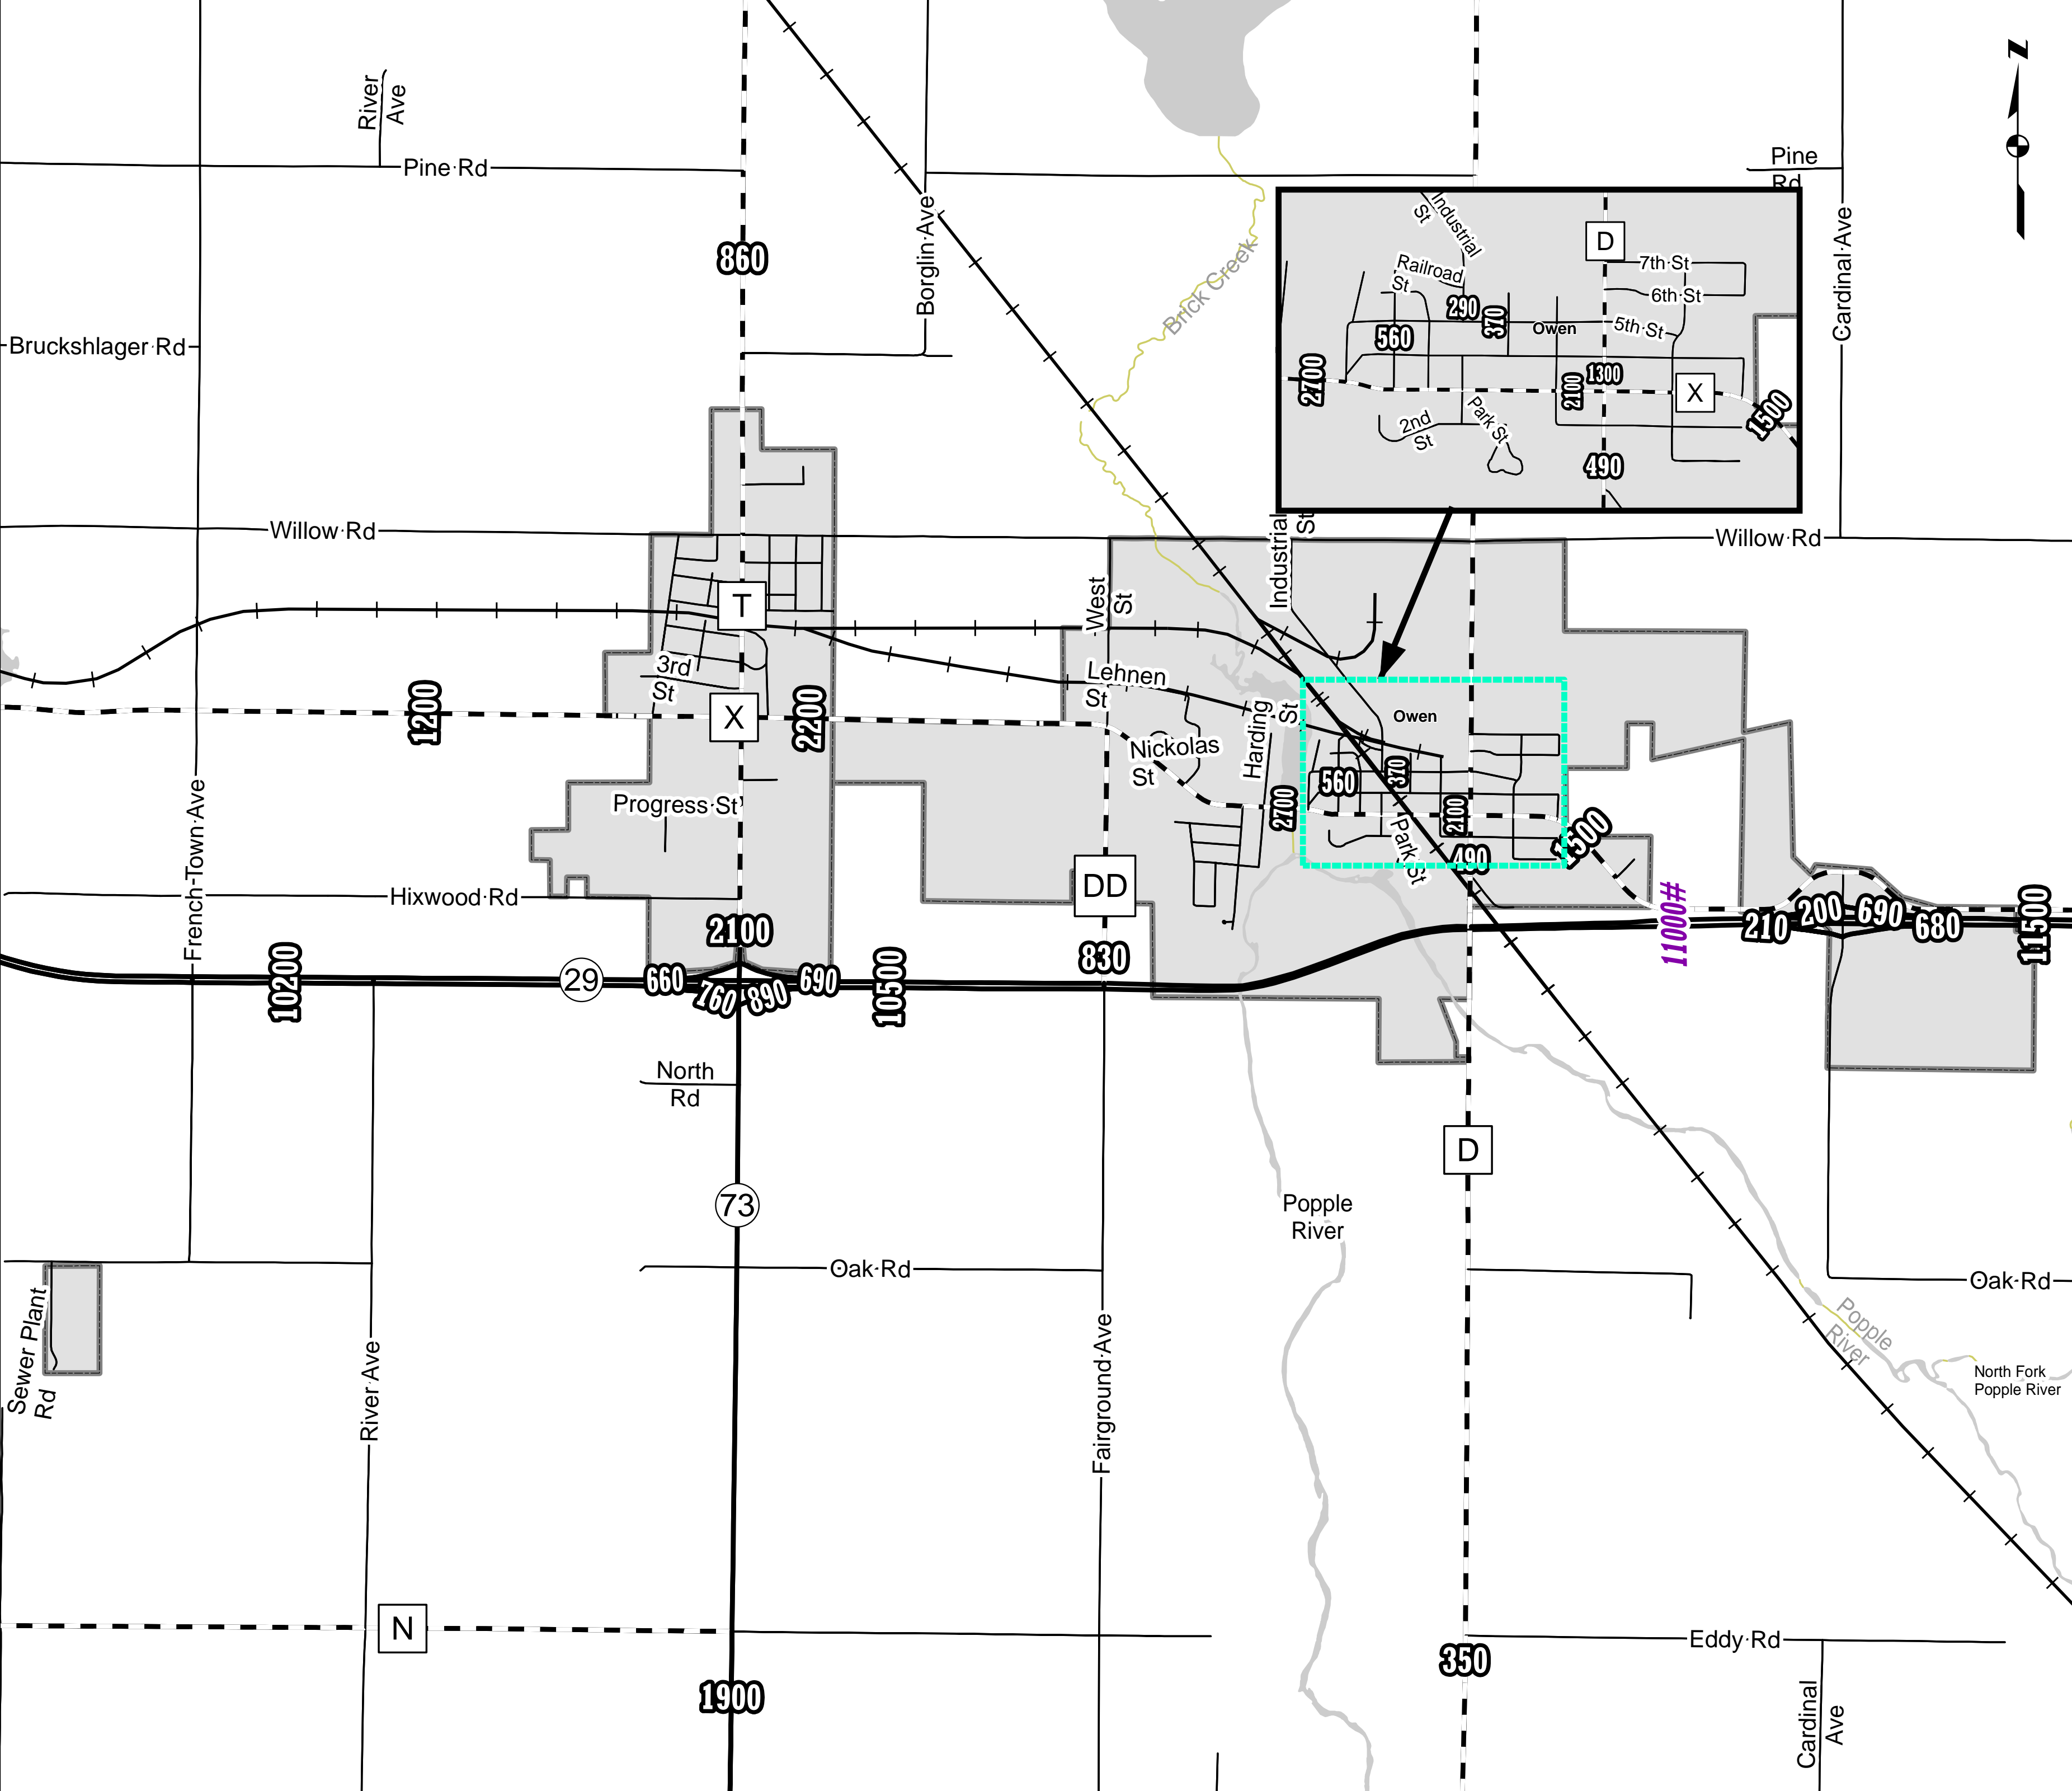 N
River
Ave
Pine Rd
Pine
Rd
860
Borglin Ave
Brick Creek
Cardinal Ave
Industrial
St
D
7th St
Railroad
St
6th St
290
370
Owen
5th St
560
2700
1300
2100
X
1500
2nd
St
Park St
490
Bruckshlager Rd
Willow Rd
Industrial
St
Willow Rd
West
St
T
3rd
St
Lehnen
St
1200
X
2200
Harding
St
Owen
Nickolas
St
560
370
2700
2100
1500
Progress St
Park St
490
French-Town Ave
Hixwood Rd
DD
11000#
200
690
210
680
11500
2100
830
10200
29
660
760
890
690
10500
North
Rd
D
73
Popple
River
Oak Rd
Oak Rd
Sewer Plant
Rd
River Ave
Fairground Ave
Popple
River
North Fork
Popple River
N
Eddy Rd
350
1900
Cardinal
Ave